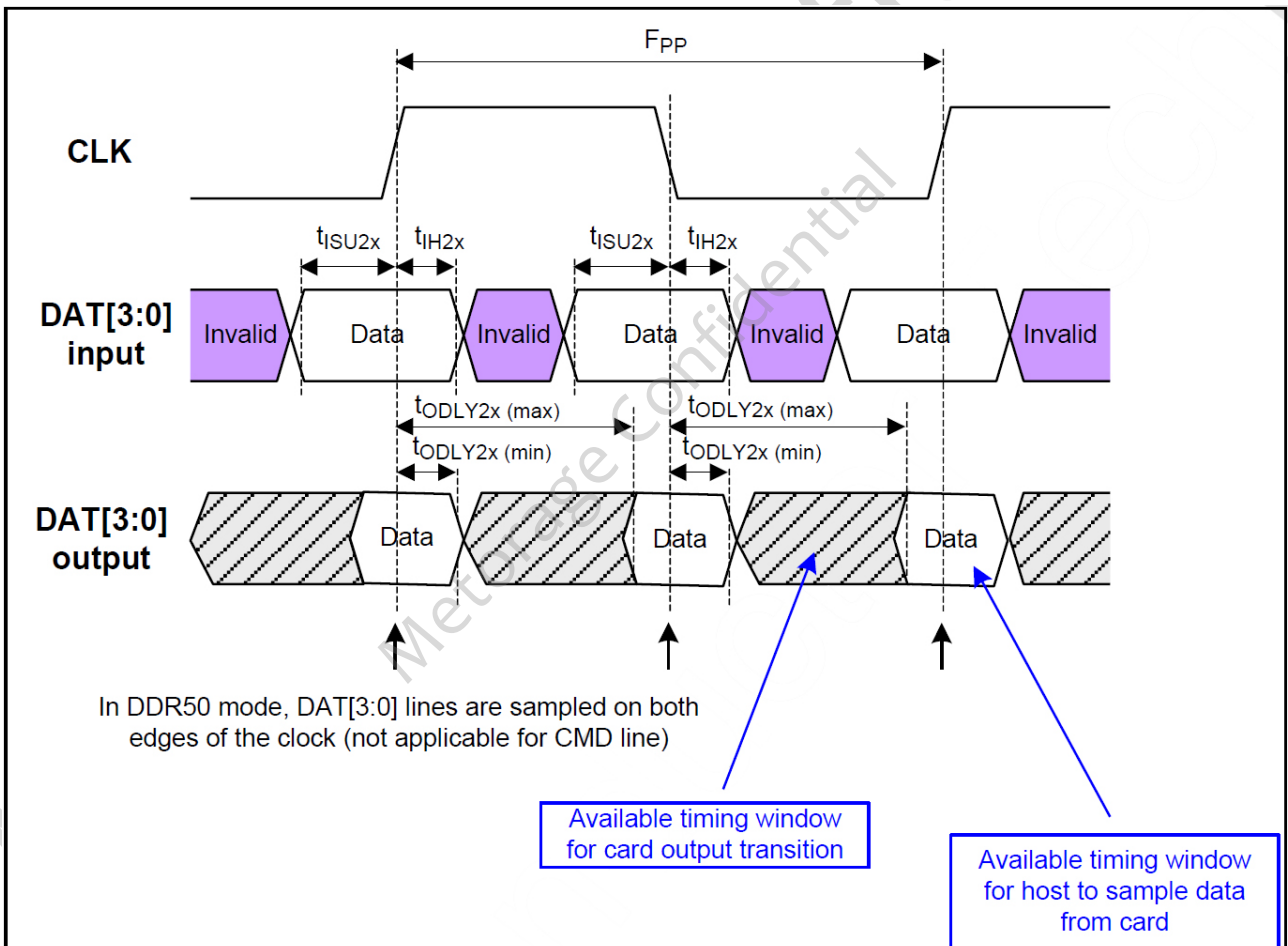 FPP
CLK
tISU2x
tIH2x
tISU2x
tIH2x
DAT[3:0]
input
Invalid
Data
Invalid
Data
Invalid
Data
Invalid
tODLY2x (max)
tODLY2x (max)
tODLY2x (min)
tODLY2x (min)
DAT[3:0]
output
Data
Data
Data
Metorage Confidential
In DDR50 mode, DAT[3:0] lines are sampled on both
edges of the clock (not applicable for CMD line)
Available timing window
for card output transition
Available timing window
for host to sample data
from card